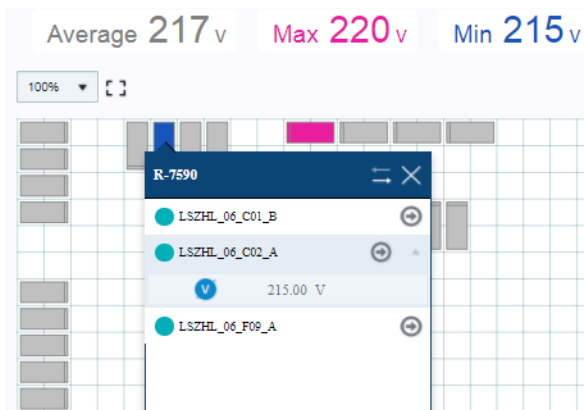 Average 217 v Max 220 v Min 215 v
100%
R-7590
LSZHL_06_C01_B
LSZHL_06_C02_A
V 215.00 V
LSZHL_06_F09_A